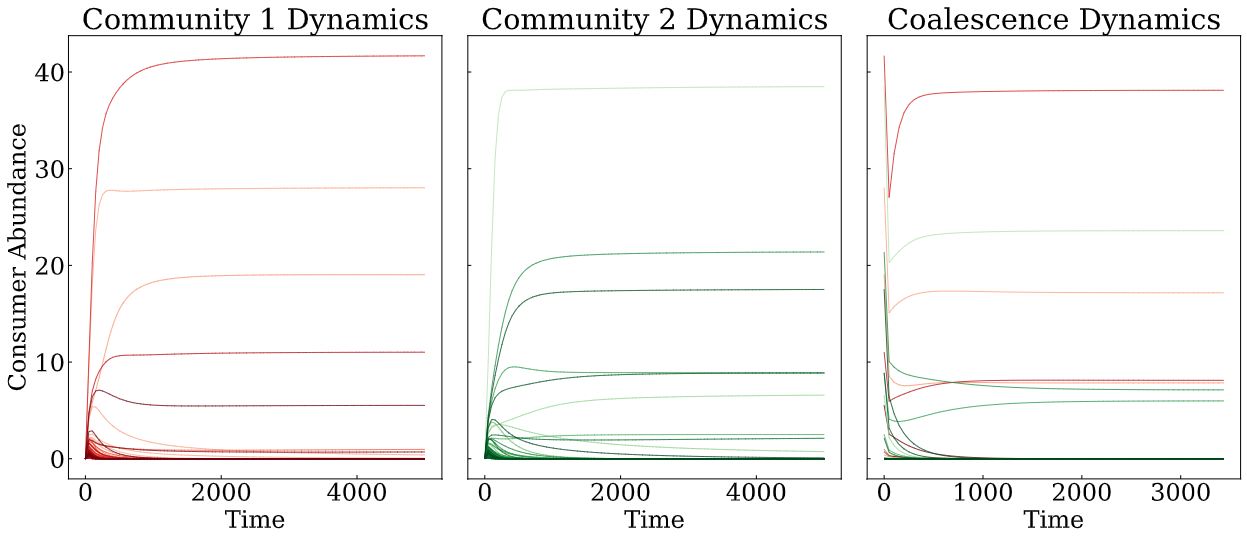 Community 1 Dynamics
Community 2 Dynamics
Coalescence Dynamics
Consumer Abundance
40
30
20
10
0
0 2000 4000
0 2000 4000
0 1000 2000 3000
Time
Time
Time